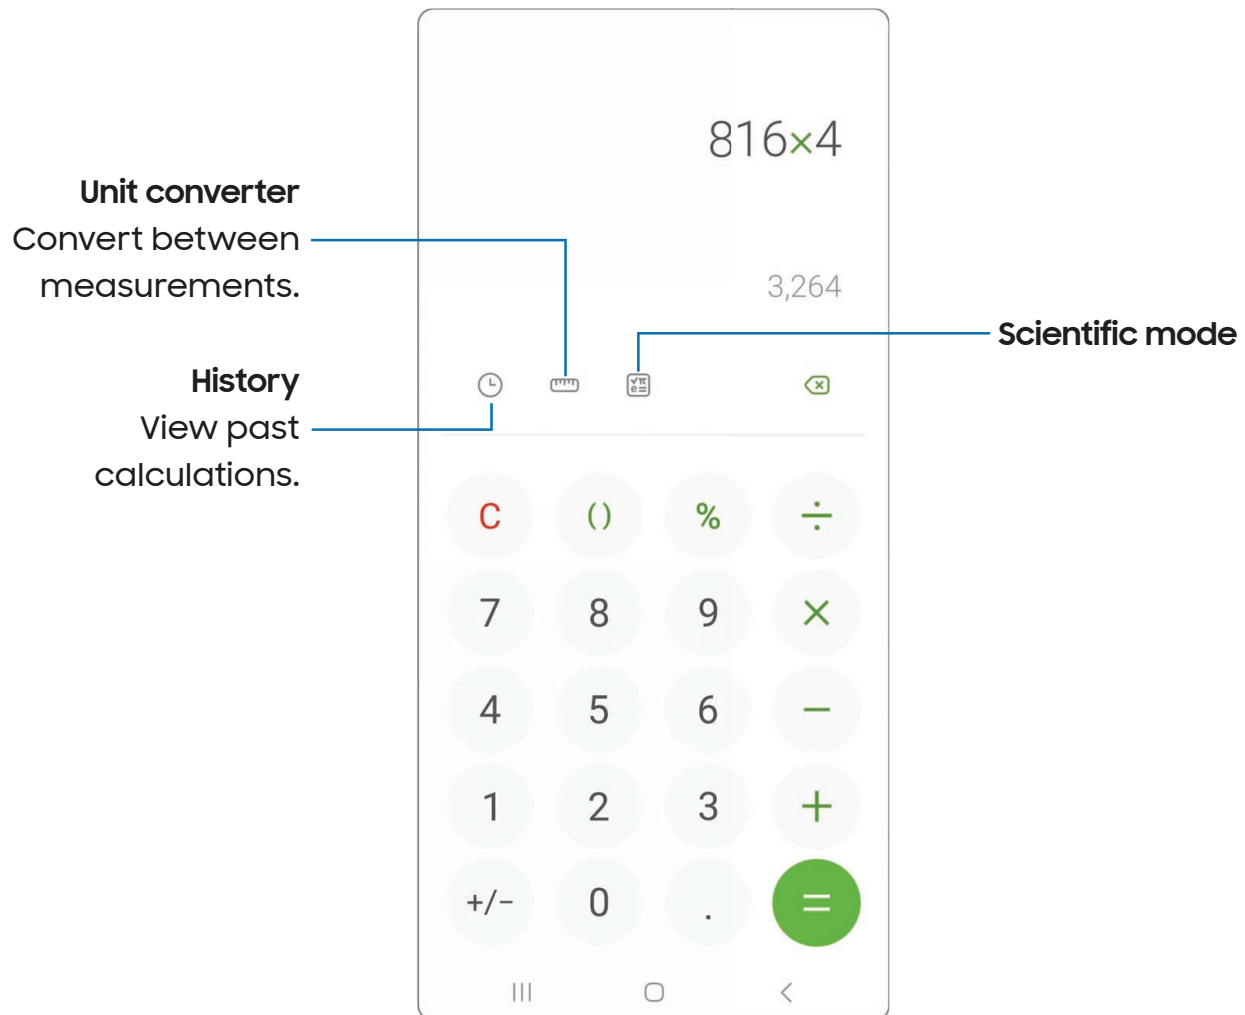 816×4
Unit converter
Convert between
measurements.
3,264
Scientific mode
History
View past
calculations.
√π
e=
C () % ÷
7 8 9 ×
4 5 6 −
1 2 3 +
+/− 0 . =